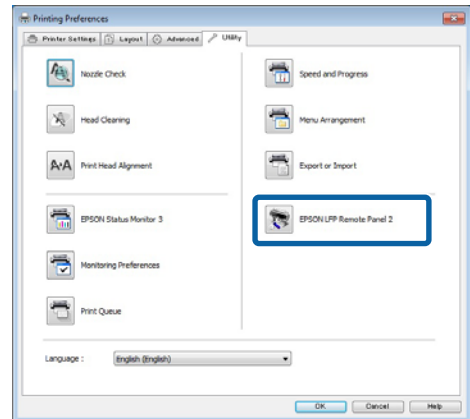 Printing Preferences
Printer Settings Layout Advanced Utility
Nozzle Check
Speed and Progress
Head Cleaning
Menu Arrangement
A·A Print Head Alignment
Export or Import
EPSON Status Monitor 3
EPSON LFP Remote Panel 2
Monitoring Preferences
Print Queue
Language : English (English)
OK Cancel Help